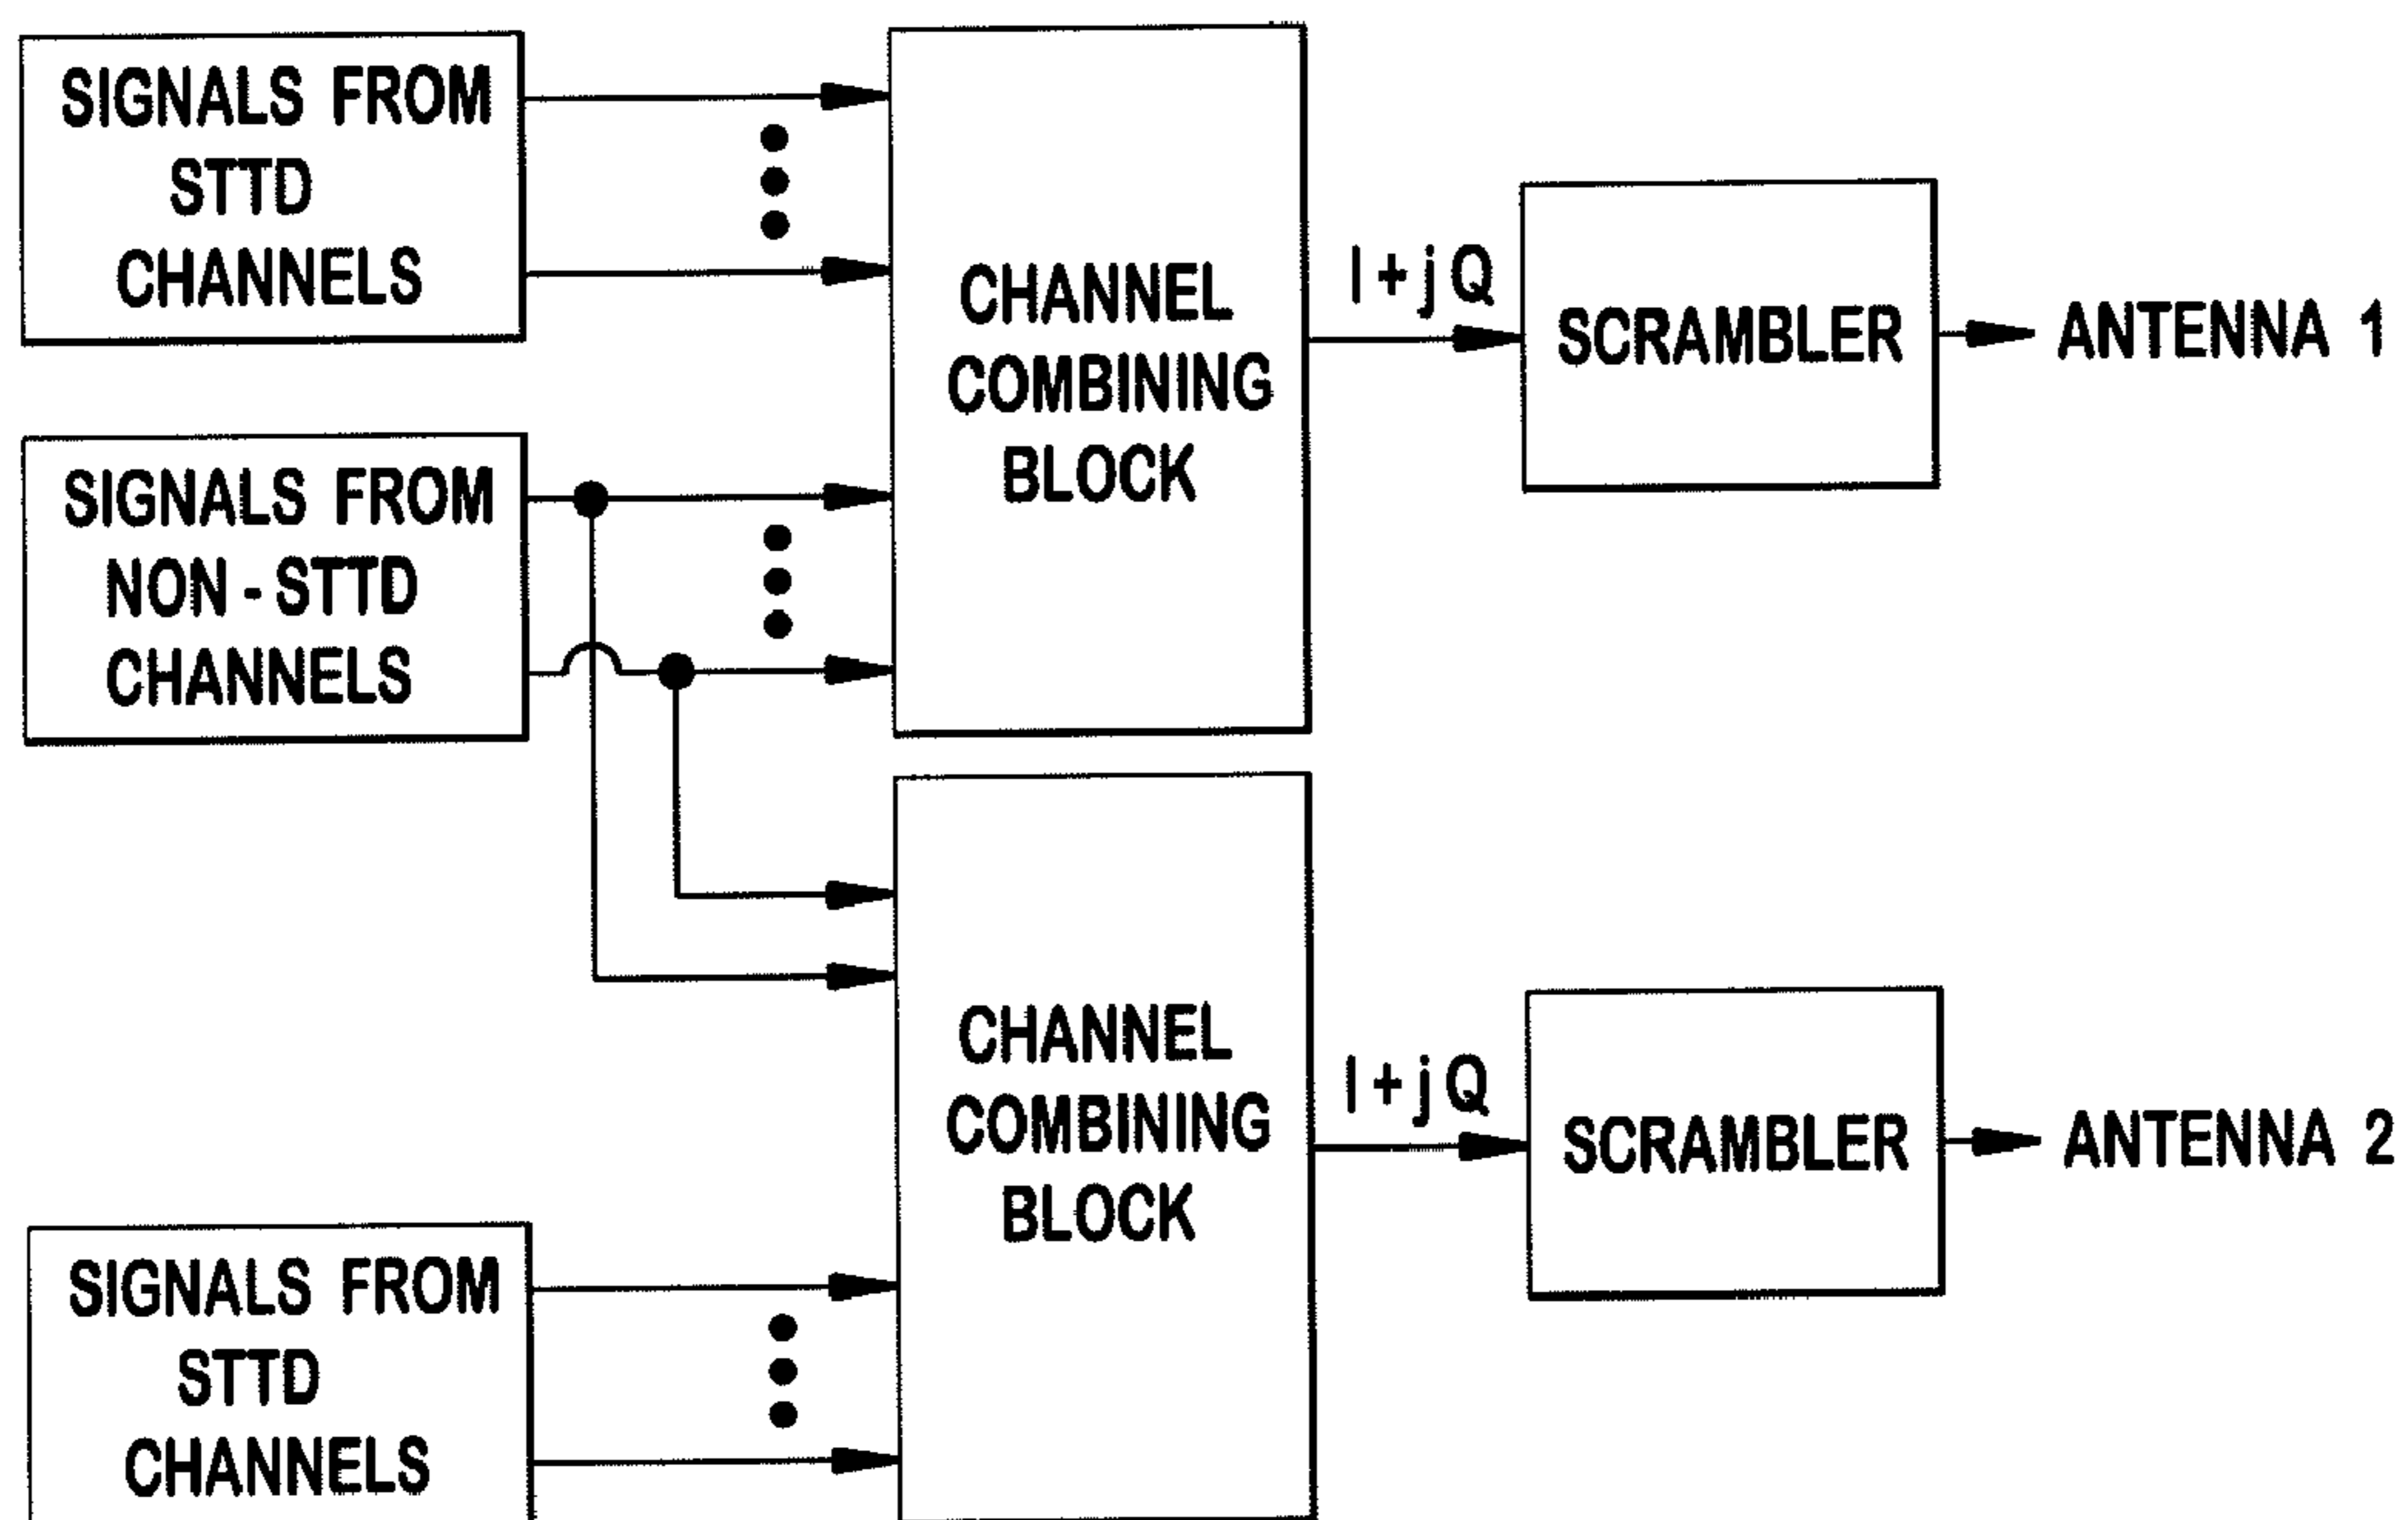 SIGNALS FROM
STTD
CHANNELS
CHANNEL
COMBINING
BLOCK
I+jQ
SCRAMBLER
ANTENNA 1
SIGNALS FROM
NON-STTD
CHANNELS
CHANNEL
COMBINING
BLOCK
I+jQ
SCRAMBLER
ANTENNA 2
SIGNALS FROM
STTD
CHANNELS